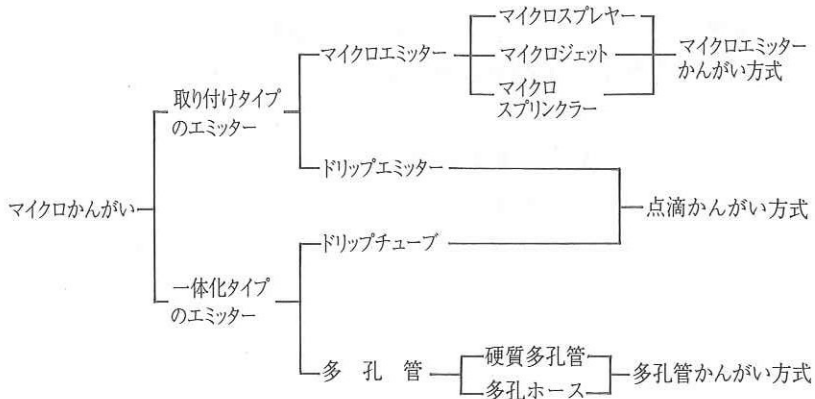 マイクロかんがい
取り付けタイプ
のエミッター
マイクロエミッター
マイクロスプレヤー
マイクロジェット
マイクロ
スプリンクラー
マイクロエミッター
かんがい方式
ドリップエミッター
点滴かんがい方式
一体化タイプ
のエミッター
ドリップチューブ
多孔管
硬質多孔管
多孔ホース
多孔管かんがい方式